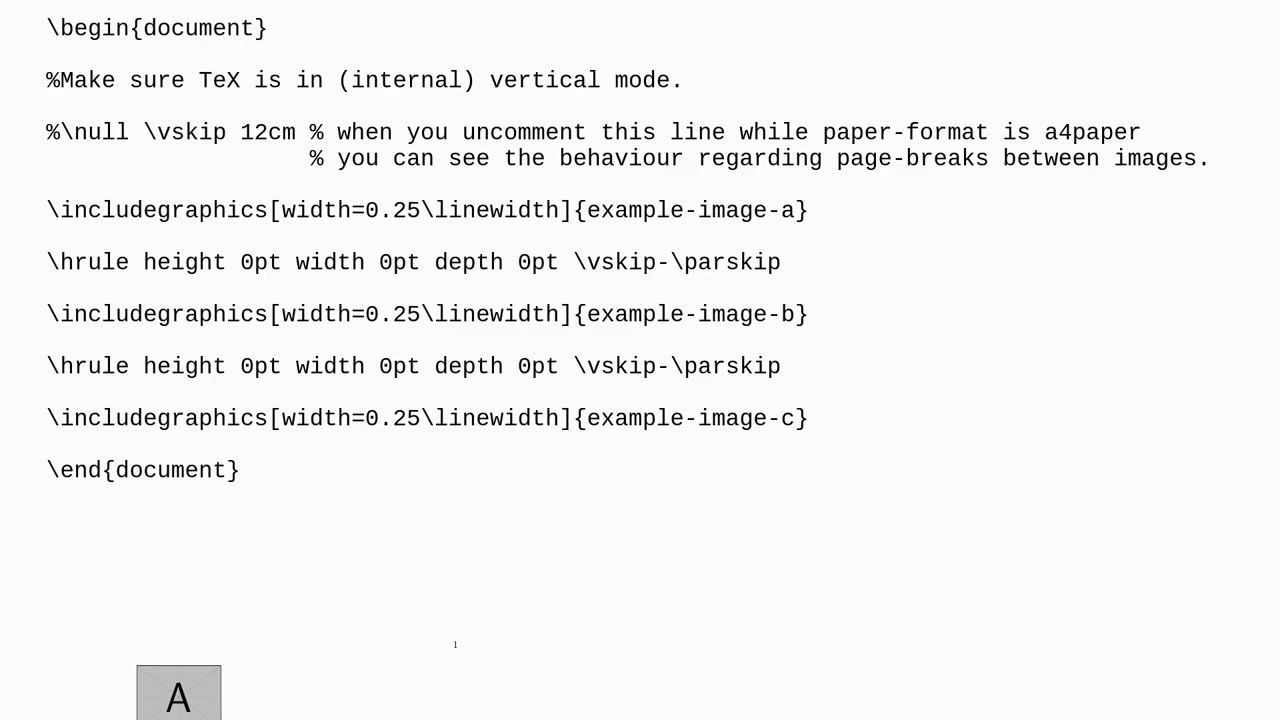 \begin{document}
%Make sure TeX is in (internal) vertical mode.
%\null \vskip 12cm % when you uncomment this line while paper-format is a4paper
% you can see the behaviour regarding page-breaks between images.
\includegraphics[width=0.25\linewidth]{example-image-a}
\hrule height 0pt width 0pt depth 0pt \vskip-\parskip
\includegraphics[width=0.25\linewidth]{example-image-b}
\hrule height 0pt width 0pt depth 0pt \vskip-\parskip
\includegraphics[width=0.25\linewidth]{example-image-c}
\end{document}
1
A